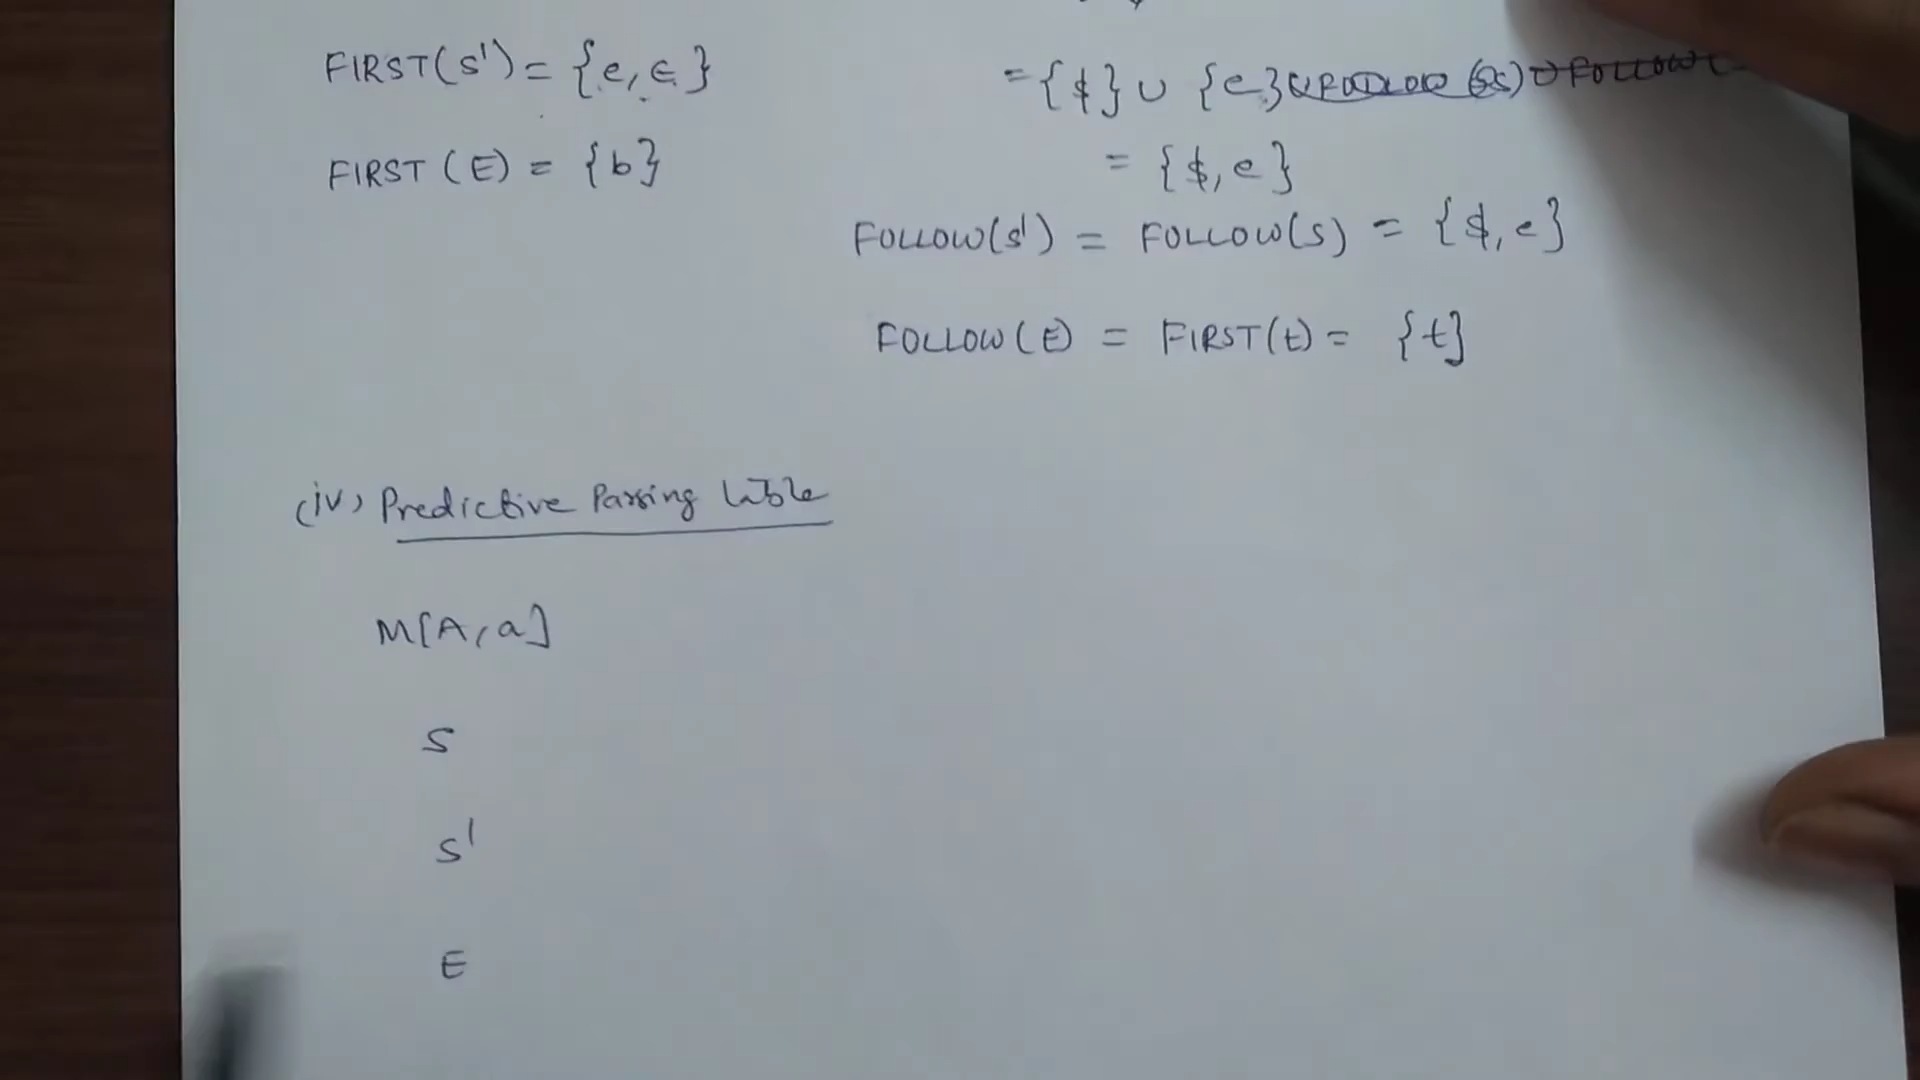 FIRST(S') = {e, ∈}
FIRST (E) = {b}
= {$} ∪ {e}
= {$, e}
FOLLOW(S') = FOLLOW(S) = {$, e}
FOLLOW (E) = FIRST(t) = {t}
(iv) Predictive Parsing table
M[A, a]
S
S'
E